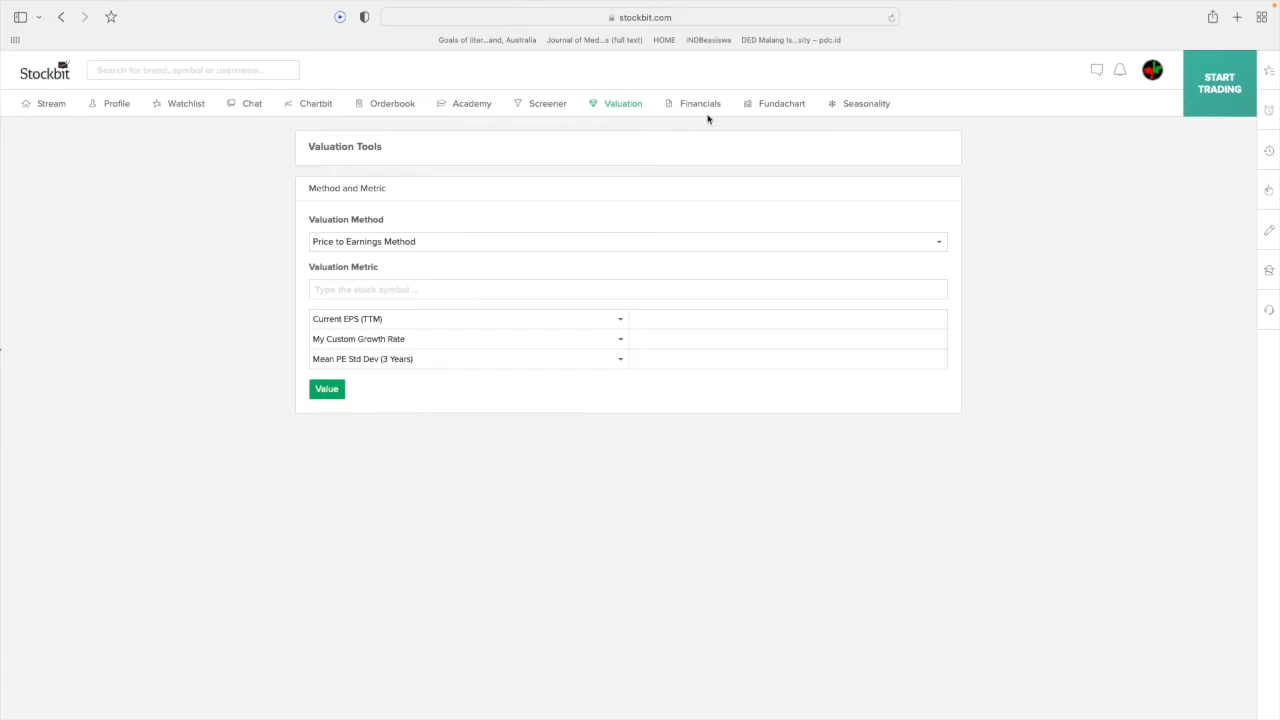 stockbit.com
Goals of liter...and, Australia Journal of Med...s (full text) HOME INDBeasiswa DED Malang Is...sity – pdc.id
Stockbit
Search for brand, symbol or username..
START TRADING
Stream Profile Watchlist Chat Chartbit Orderbook Academy Screener Valuation Financials Fundachart Seasonality
Valuation Tools
Method and Metric
Valuation Method
Price to Earnings Method
Valuation Metric
Type the stock symbol ...
Current EPS (TTM)
My Custom Growth Rate
Mean PE Std Dev (3 Years)
Value